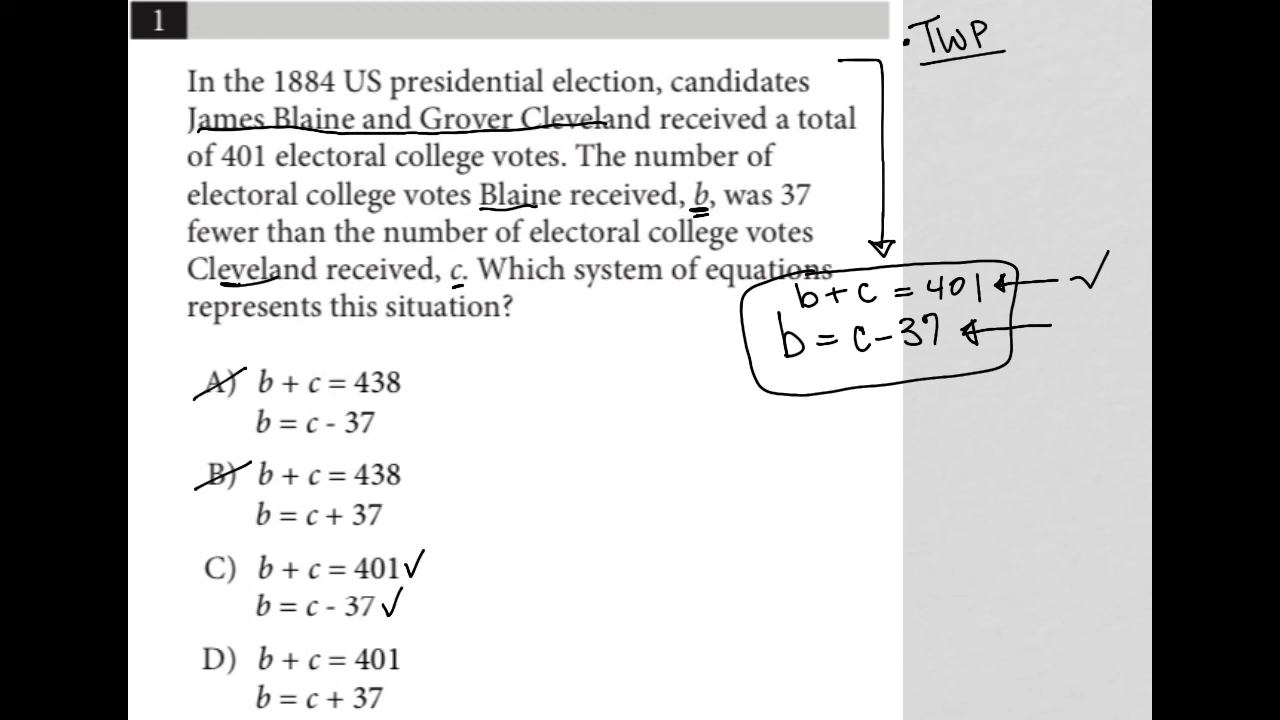 1
TWP
In the 1884 US presidential election, candidates
James Blaine and Grover Cleveland received a total
of 401 electoral college votes. The number of
electoral college votes Blaine received, b, was 37
fewer than the number of electoral college votes
Cleveland received, c. Which system of equations
represents this situation?
b + c = 401
b = c - 37
A) b + c = 438
b = c - 37
B) b + c = 438
b = c + 37
C) b + c = 401
b = c - 37
D) b + c = 401
b = c + 37